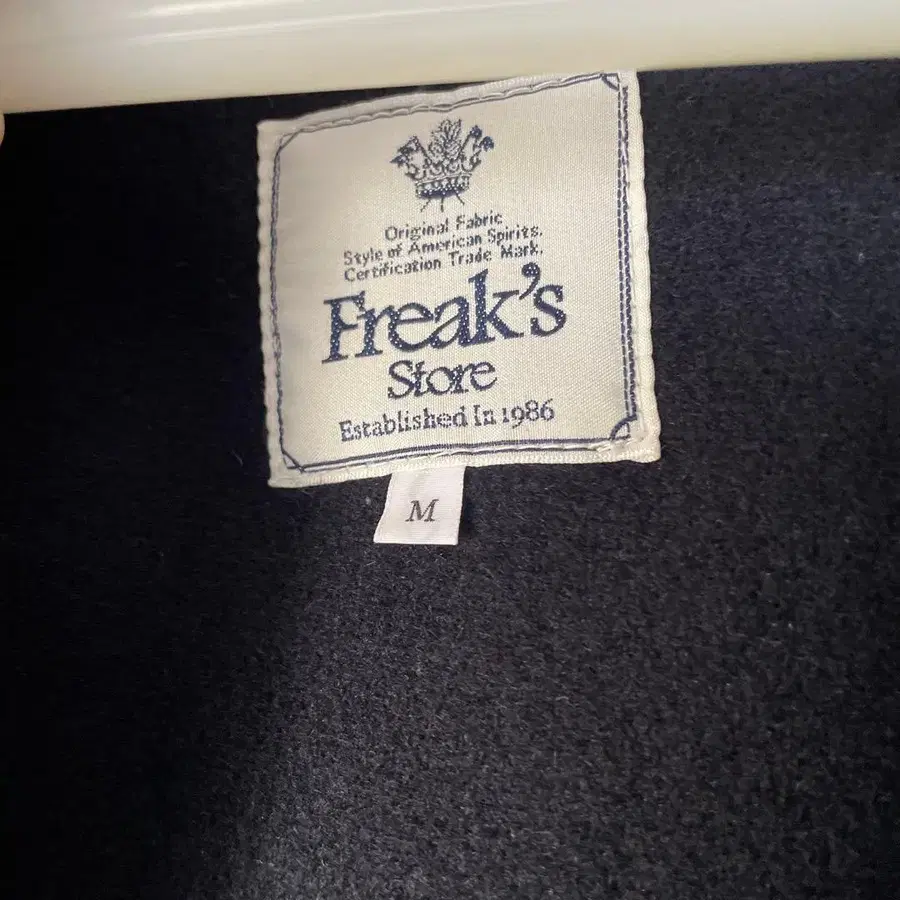 Original Fabric
Style of American Spirits.
Certification Trade Mark.
Freak's
Store
Established In 1986
M